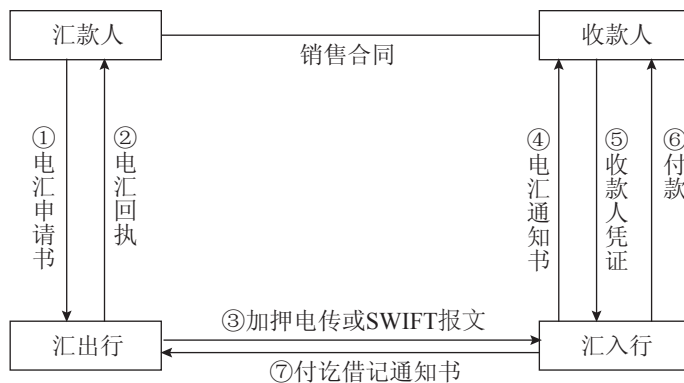 汇款人
收款人
销售合同
①电汇申请书
②电汇回执
④电汇通知书
⑤收款人凭证
⑥付款
③加押电传或SWIFT报文
汇出行
汇入行
⑦付讫借记通知书